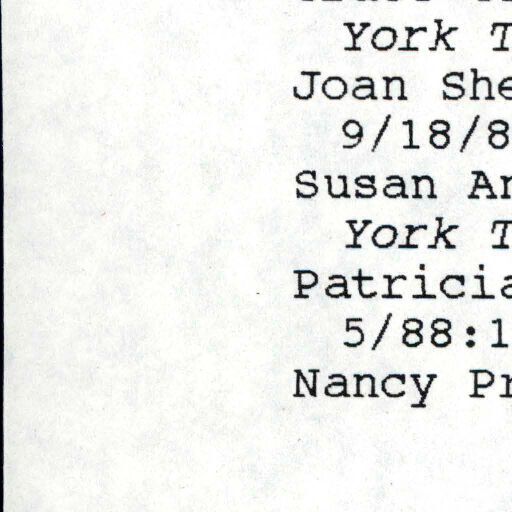 York T
Joan She
9/18/8
Susan An
York T
Patricia
5/88:1
Nancy Pr